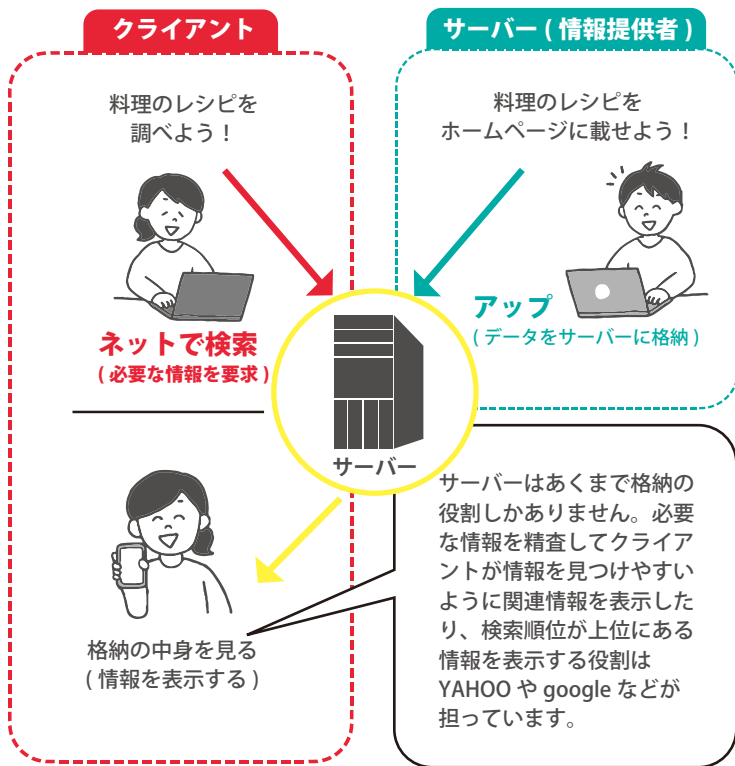 クライアント
料理のレシピを
調べよう！
ネットで検索
( 必要な情報を要求 )
サーバー ( 情報提供者 )
料理のレシピを
ホームページに載せよう！
アップ
( データをサーバーに格納 )
サーバー
格納の中身を見る
( 情報を表示する )
サーバーはあくまで格納の
役割しかありません。必要
な情報を精査してクライア
ントが情報を見つけやすい
ように関連情報を表示した
り、検索順位が上位にある
情報を表示する役割は
YAHOO や google などが
担っています。